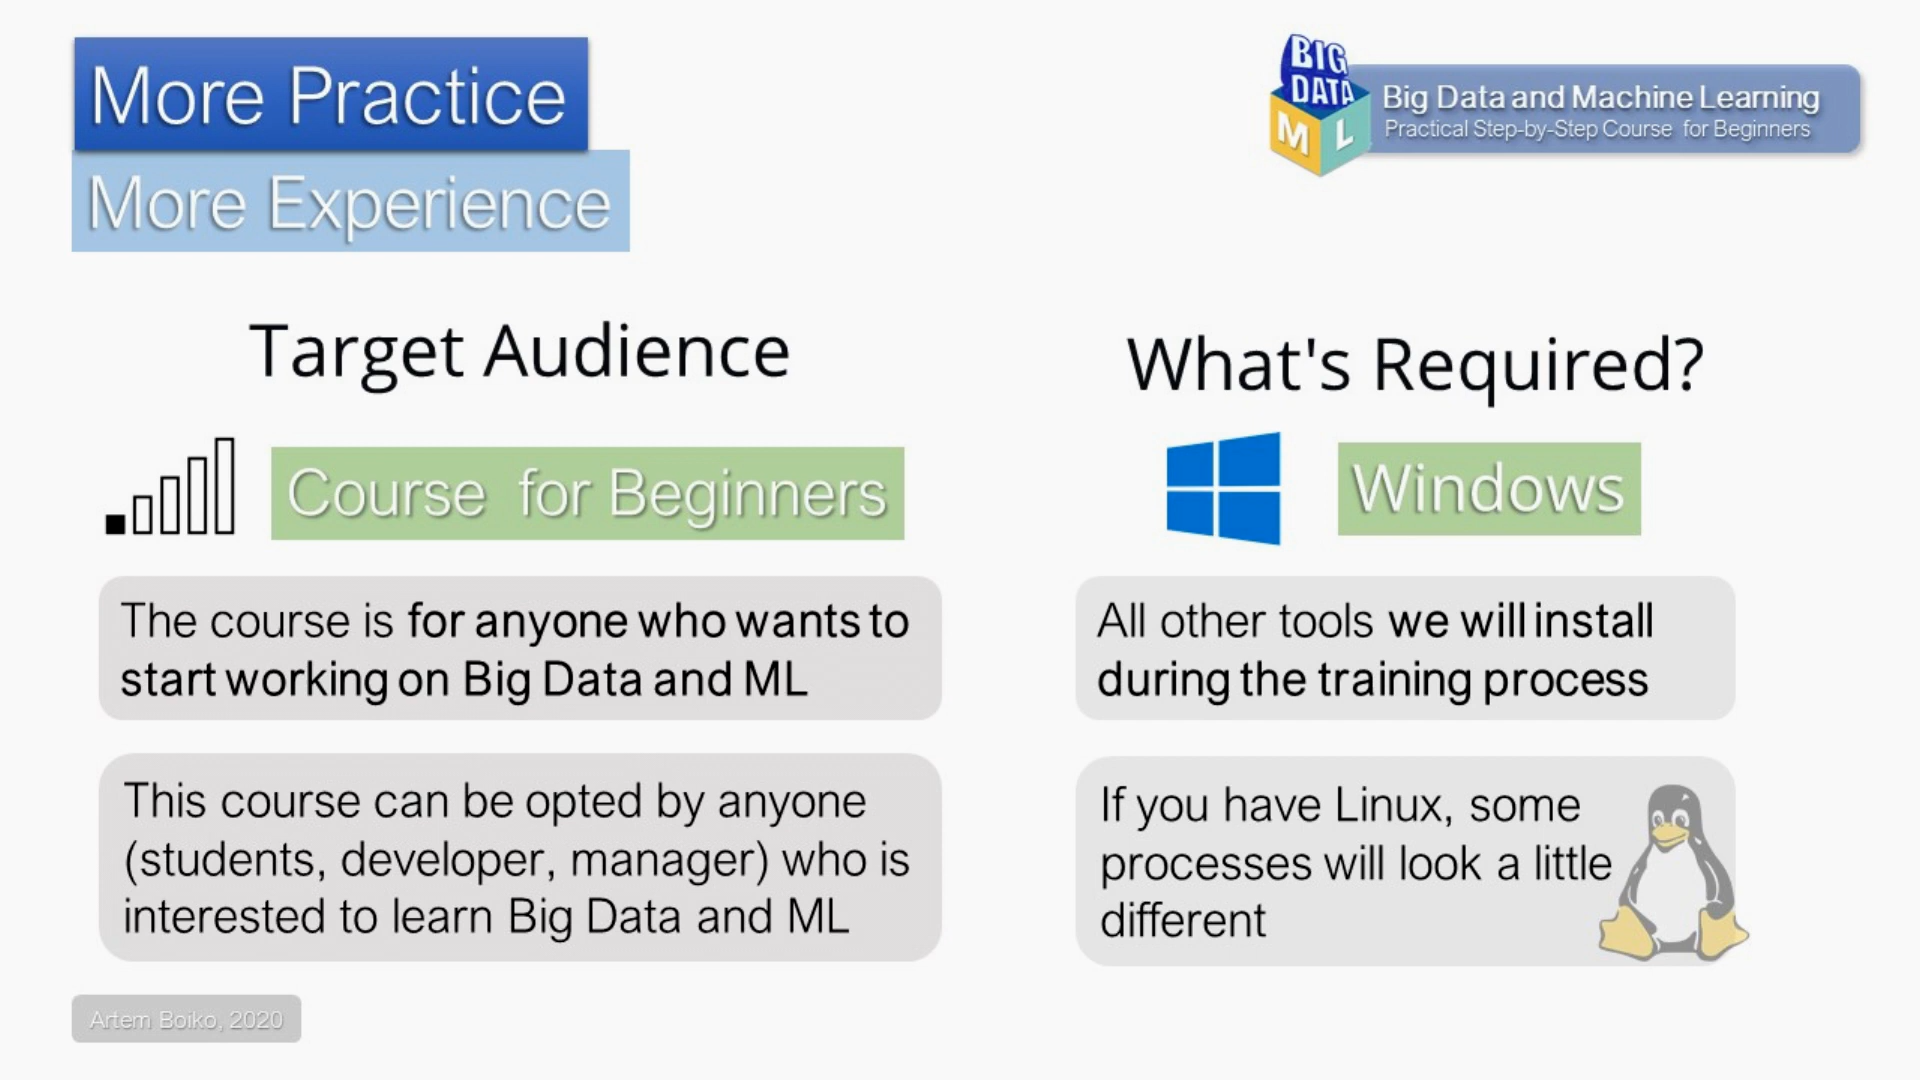 More Practice
More Experience
BIG
DATA
M L
Big Data and Machine Learning
Practical Step-by-Step Course for Beginners
Target Audience
Course for Beginners
The course is for anyone who wants to
start working on Big Data and ML
This course can be opted by anyone
(students, developer, manager) who is
interested to learn Big Data and ML
What's Required?
Windows
All other tools we will install
during the training process
If you have Linux, some
processes will look a little
different
Artem Boiko, 2020